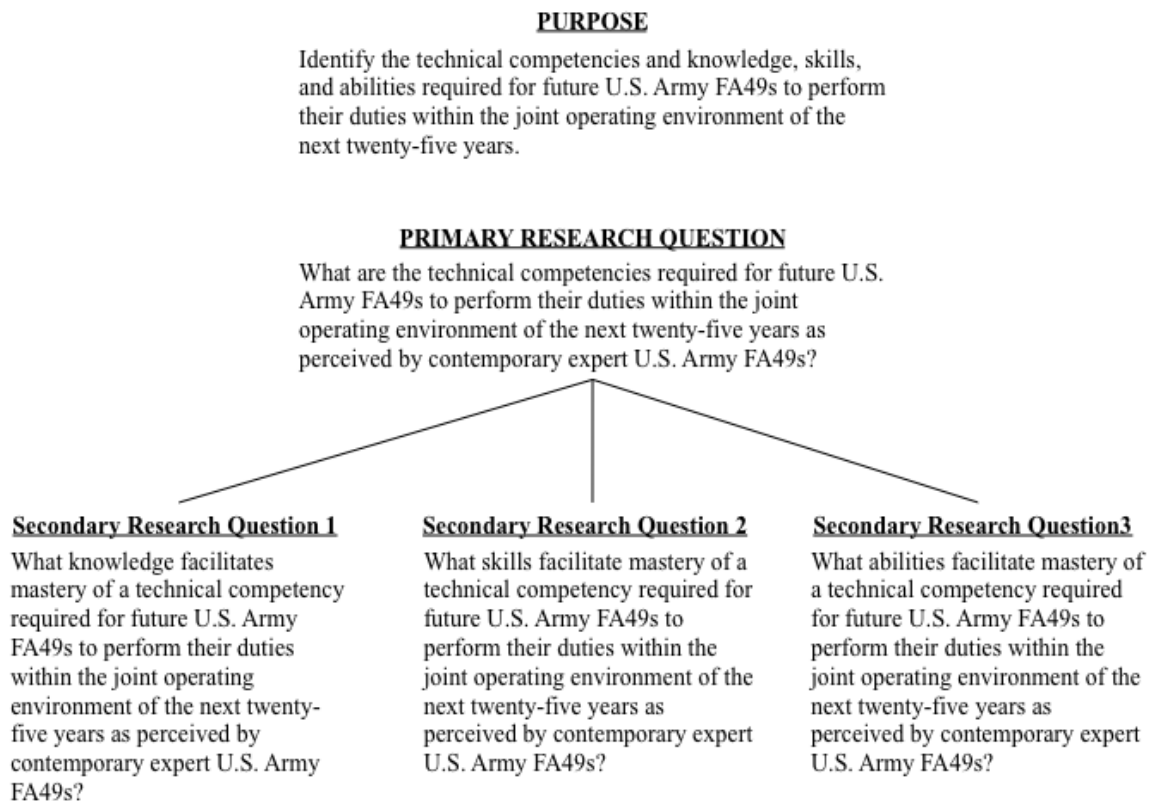 PURPOSE
Identify the technical competencies and knowledge, skills,
and abilities required for future U.S. Army FA49s to perform
their duties within the joint operating environment of the
next twenty-five years.
PRIMARY RESEARCH QUESTION
What are the technical competencies required for future U.S.
Army FA49s to perform their duties within the joint
operating environment of the next twenty-five years as
perceived by contemporary expert U.S. Army FA49s?
Secondary Research Question 1
What knowledge facilitates
mastery of a technical competency
required for future U.S. Army
FA49s to perform their duties
within the joint operating
environment of the next twenty-
five years as perceived by
contemporary expert U.S. Army
FA49s?
Secondary Research Question 2
What skills facilitate mastery of a
technical competency required for
future U.S. Army FA49s to
perform their duties within the
joint operating environment of the
next twenty-five years as
perceived by contemporary expert
U.S. Army FA49s?
Secondary Research Question3
What abilities facilitate mastery of
a technical competency required
for future U.S. Army FA49s to
perform their duties within the
joint operating environment of the
next twenty-five years as
perceived by contemporary expert
U.S. Army FA49s?